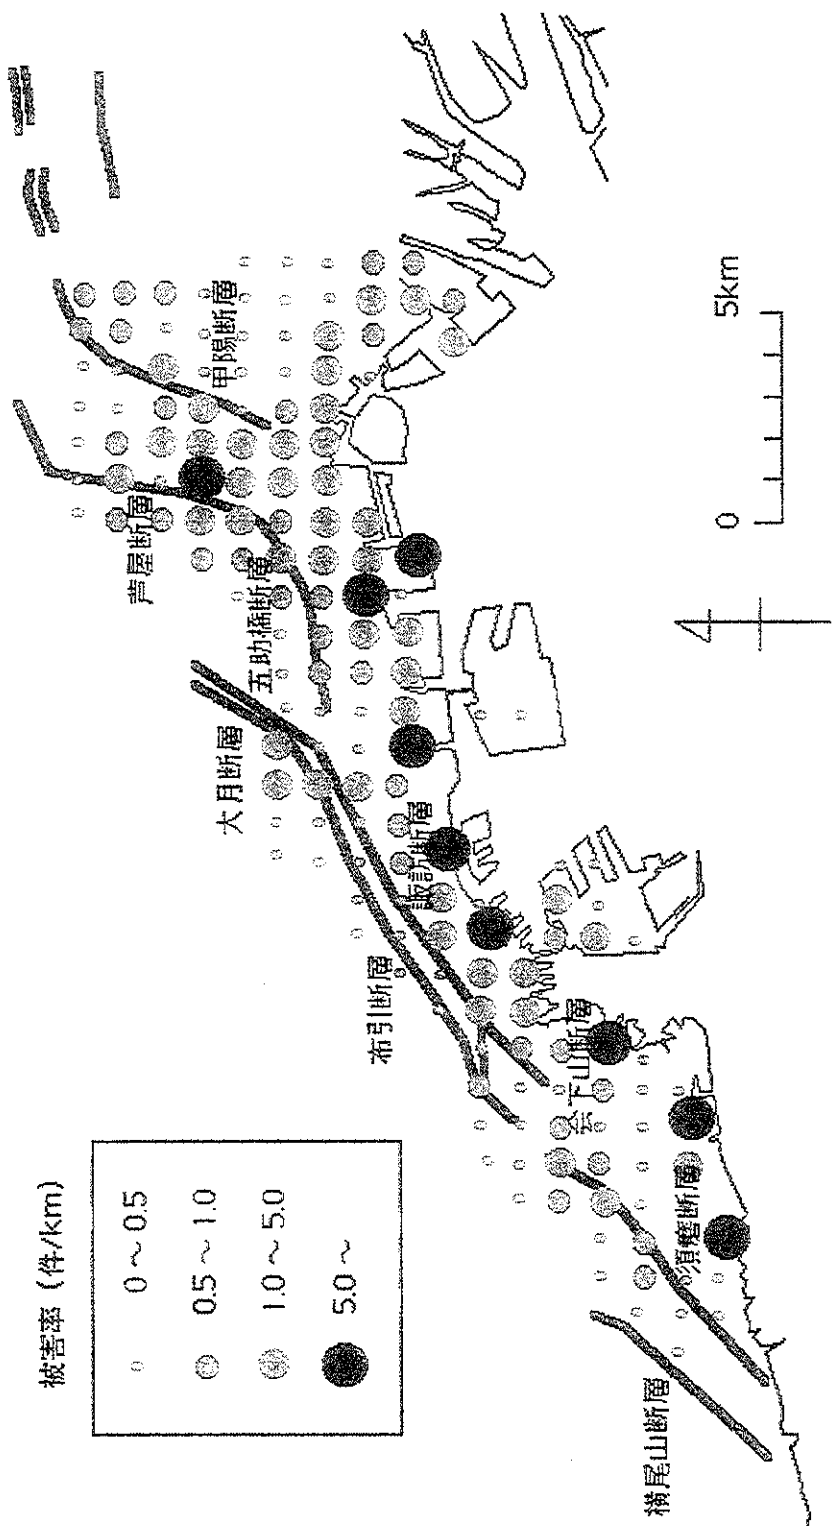 被害率 (件/km)
0～0.5
0.5～1.0
1.0～5.0
5.0～
甲陽断層
芦屋断層
五助橋断層
大月断層
諏訪断層
布引断層
会下山断層
須磨断層
横尾山断層
0
5km